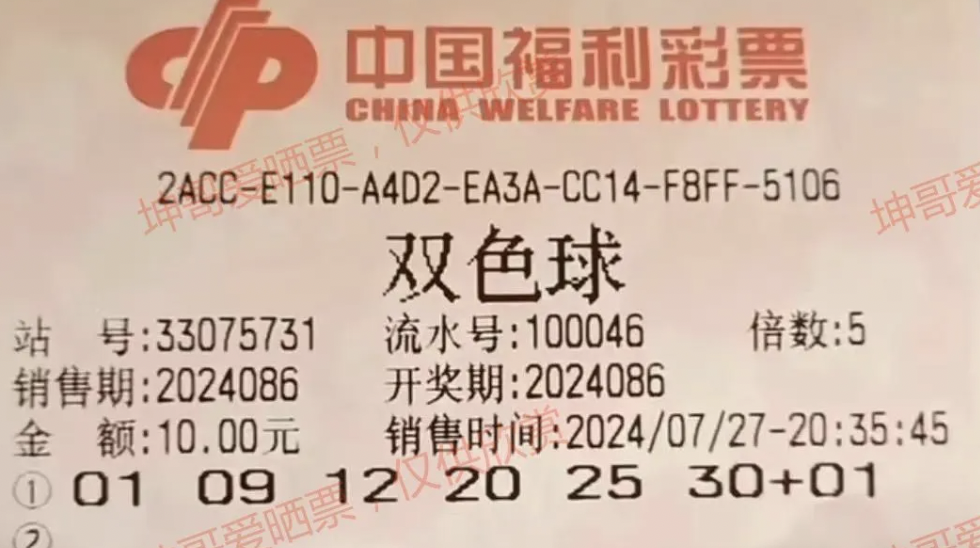 中国福利彩票
CHINA WELFARE LOTTERY
2ACC-E110-A4D2-EA3A-CC14-F8FF-5106
双色球
站 号:33075731 流水号:100046 倍数:5
销售期:2024086 开奖期:2024086
金 额:10.00元 销售时间:2024/07/27-20:35:45
① 01 09 12 20 25 30+01
②
坤哥爱晒票，仅供欣赏
坤哥爱
坤哥爱晒票，仅供欣赏
坤哥爱晒